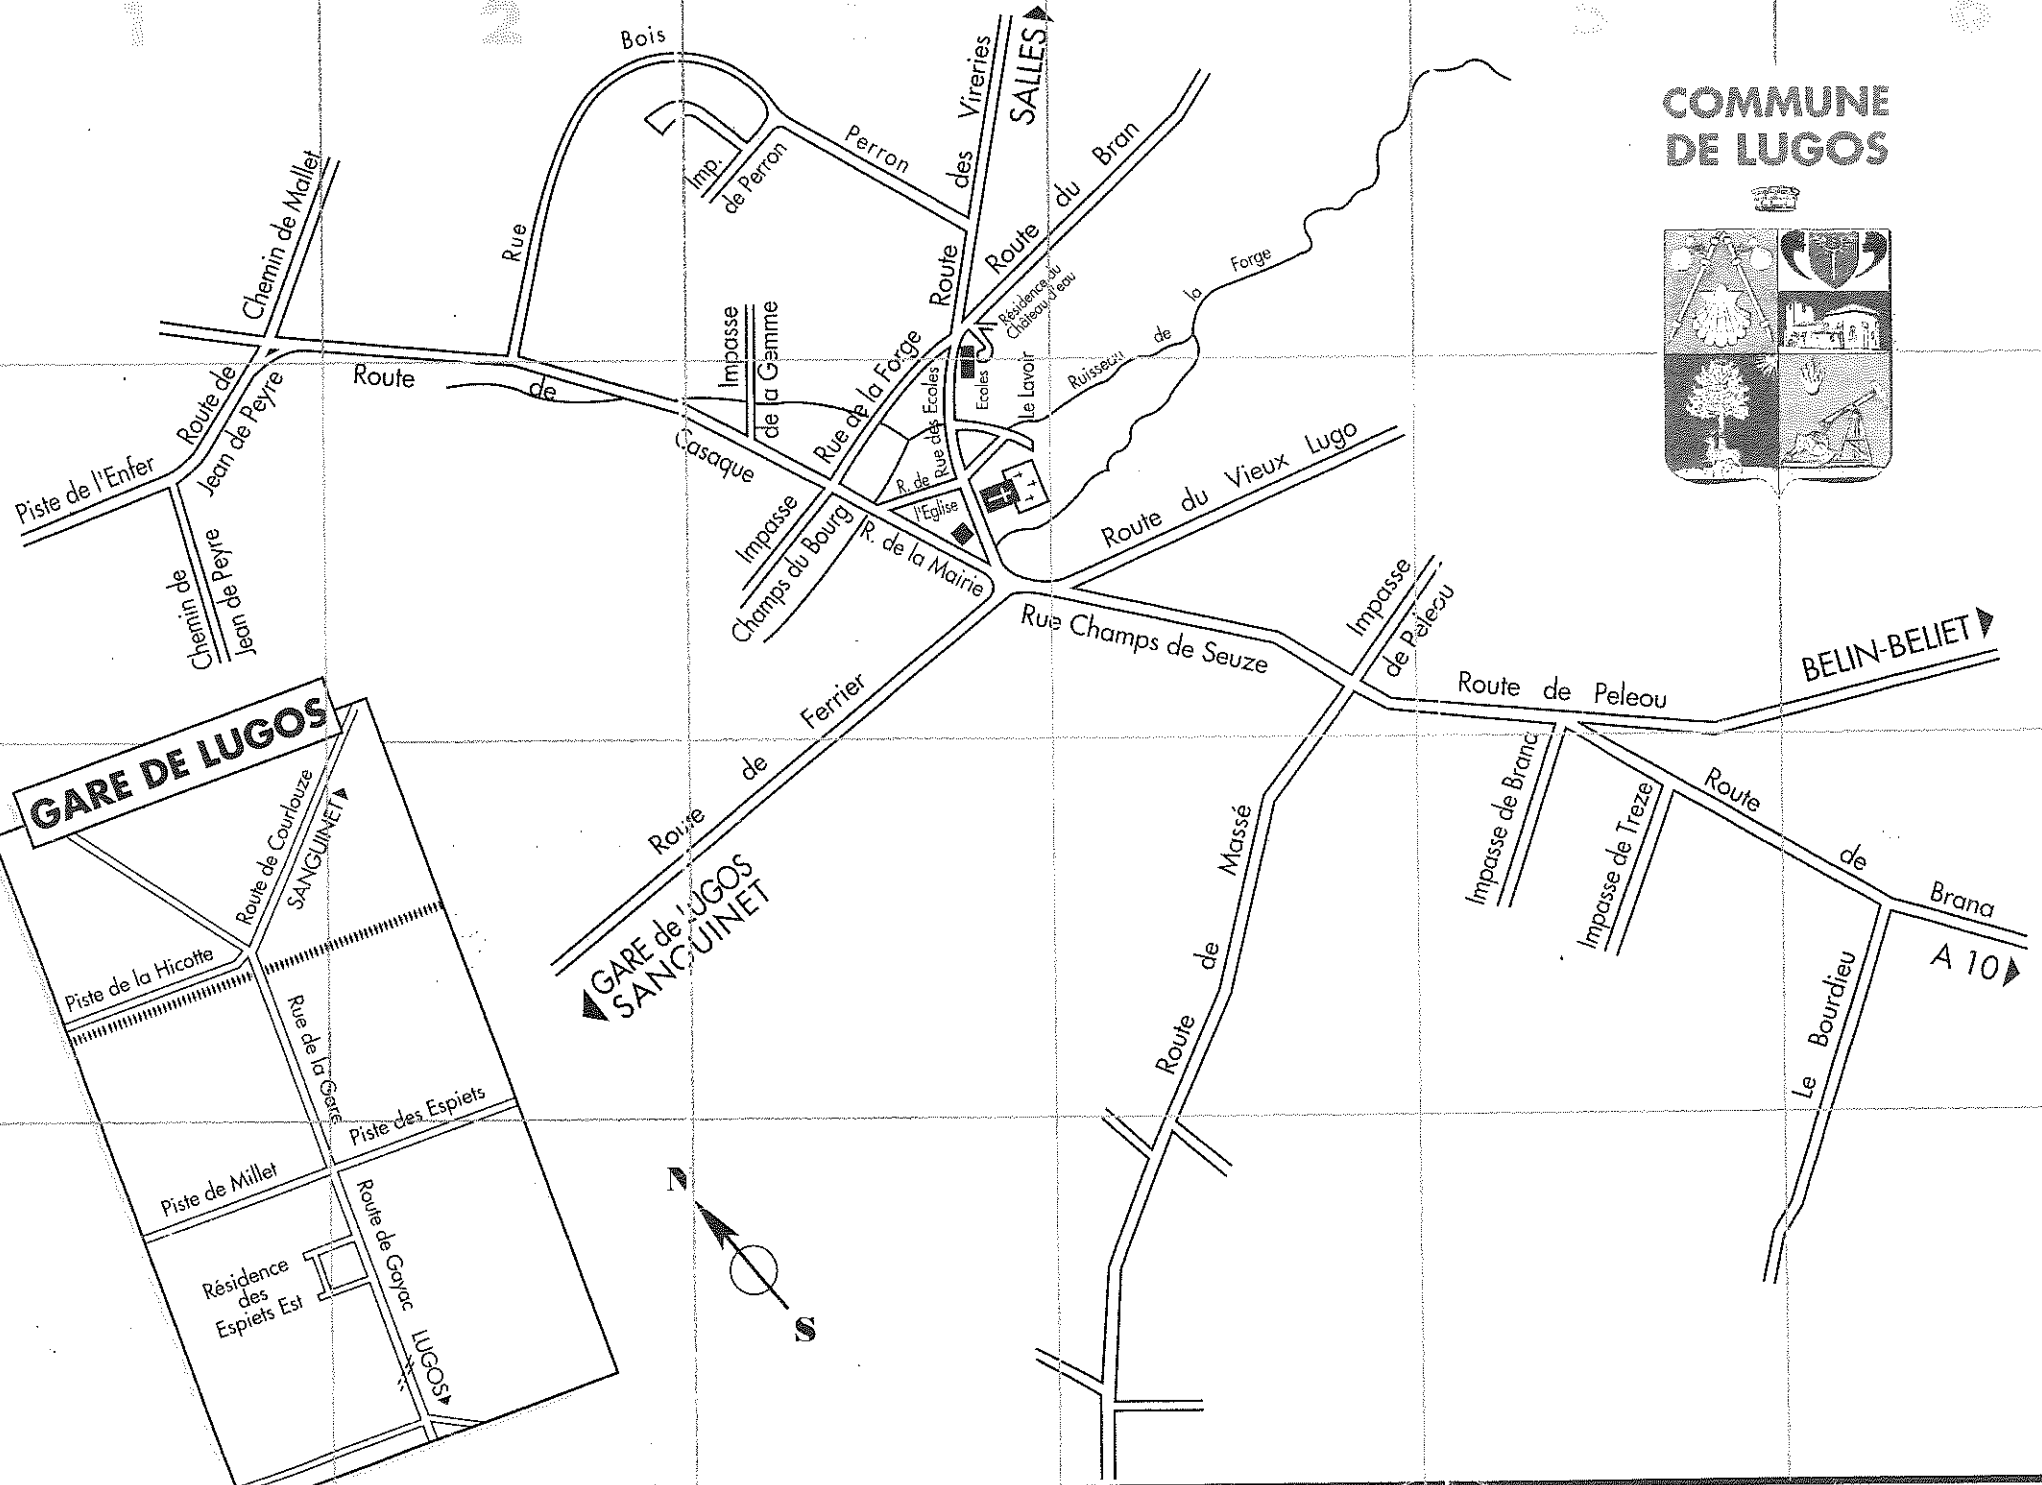 1
2
5
6
COMMUNE
DE LUGOS
Bois
Rue
Perron
Imp.
de Perron
Route des Vireries
SALLES
Route du Bran
Résidence du
Château d'eau
Chemin de Mallet
Route de
Jean de Peyre
Piste de l'Enfer
Chemin de
Jean de Peyre
Route de Casaque
Impasse
de la Gemme
Rue de la Forge
Rue des Ecoles
Ecoles
Le Lavoir
Ruisseau de la Forge
R. de
l'Eglise
Impasse
Champs du Bourg
R. de la Mairie
Route du Vieux Lugo
Rue Champs de Seuze
Impasse
de Peleou
Route de Peleou
BELIN-BELIET
Route de Ferrier
GARE de LUGOS
SANGUINET
Route de Massé
Impasse de Brana
Impasse de Treze
Route de Brana
A 10
Le Bourdieu
GARE DE LUGOS
Route de Courlouze
SANGUINET
Piste de la Hicotte
Rue de la Gare
Piste des Espiets
Piste de Millet
Route de Gayac
Résidence
des
Espiets Est
LUGOS
N
S